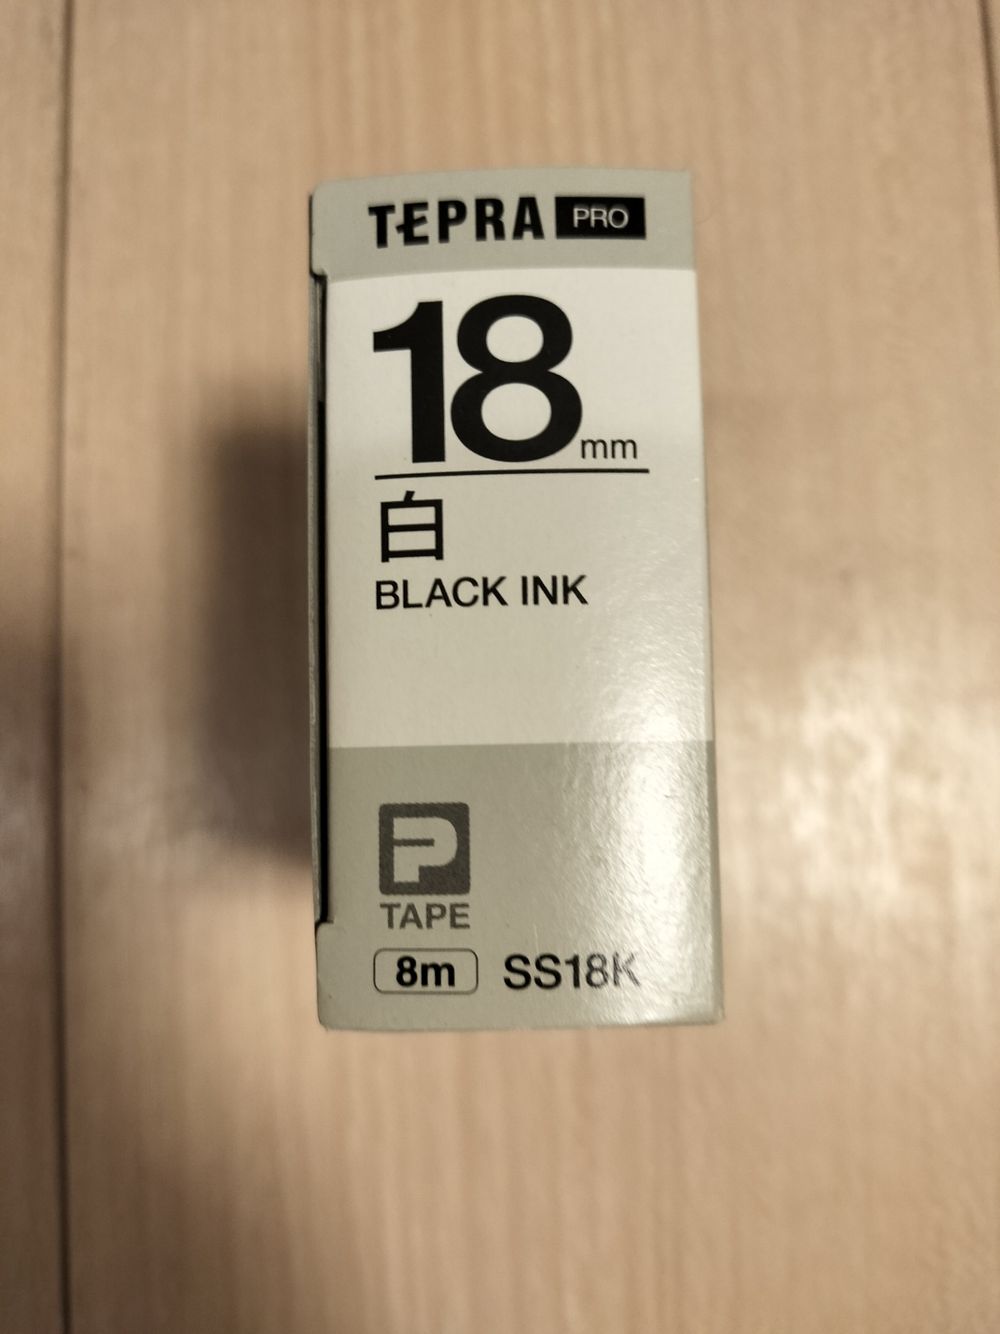 TEPRA PRO
18mm
白
BLACK INK
TAPE
8m SS18K